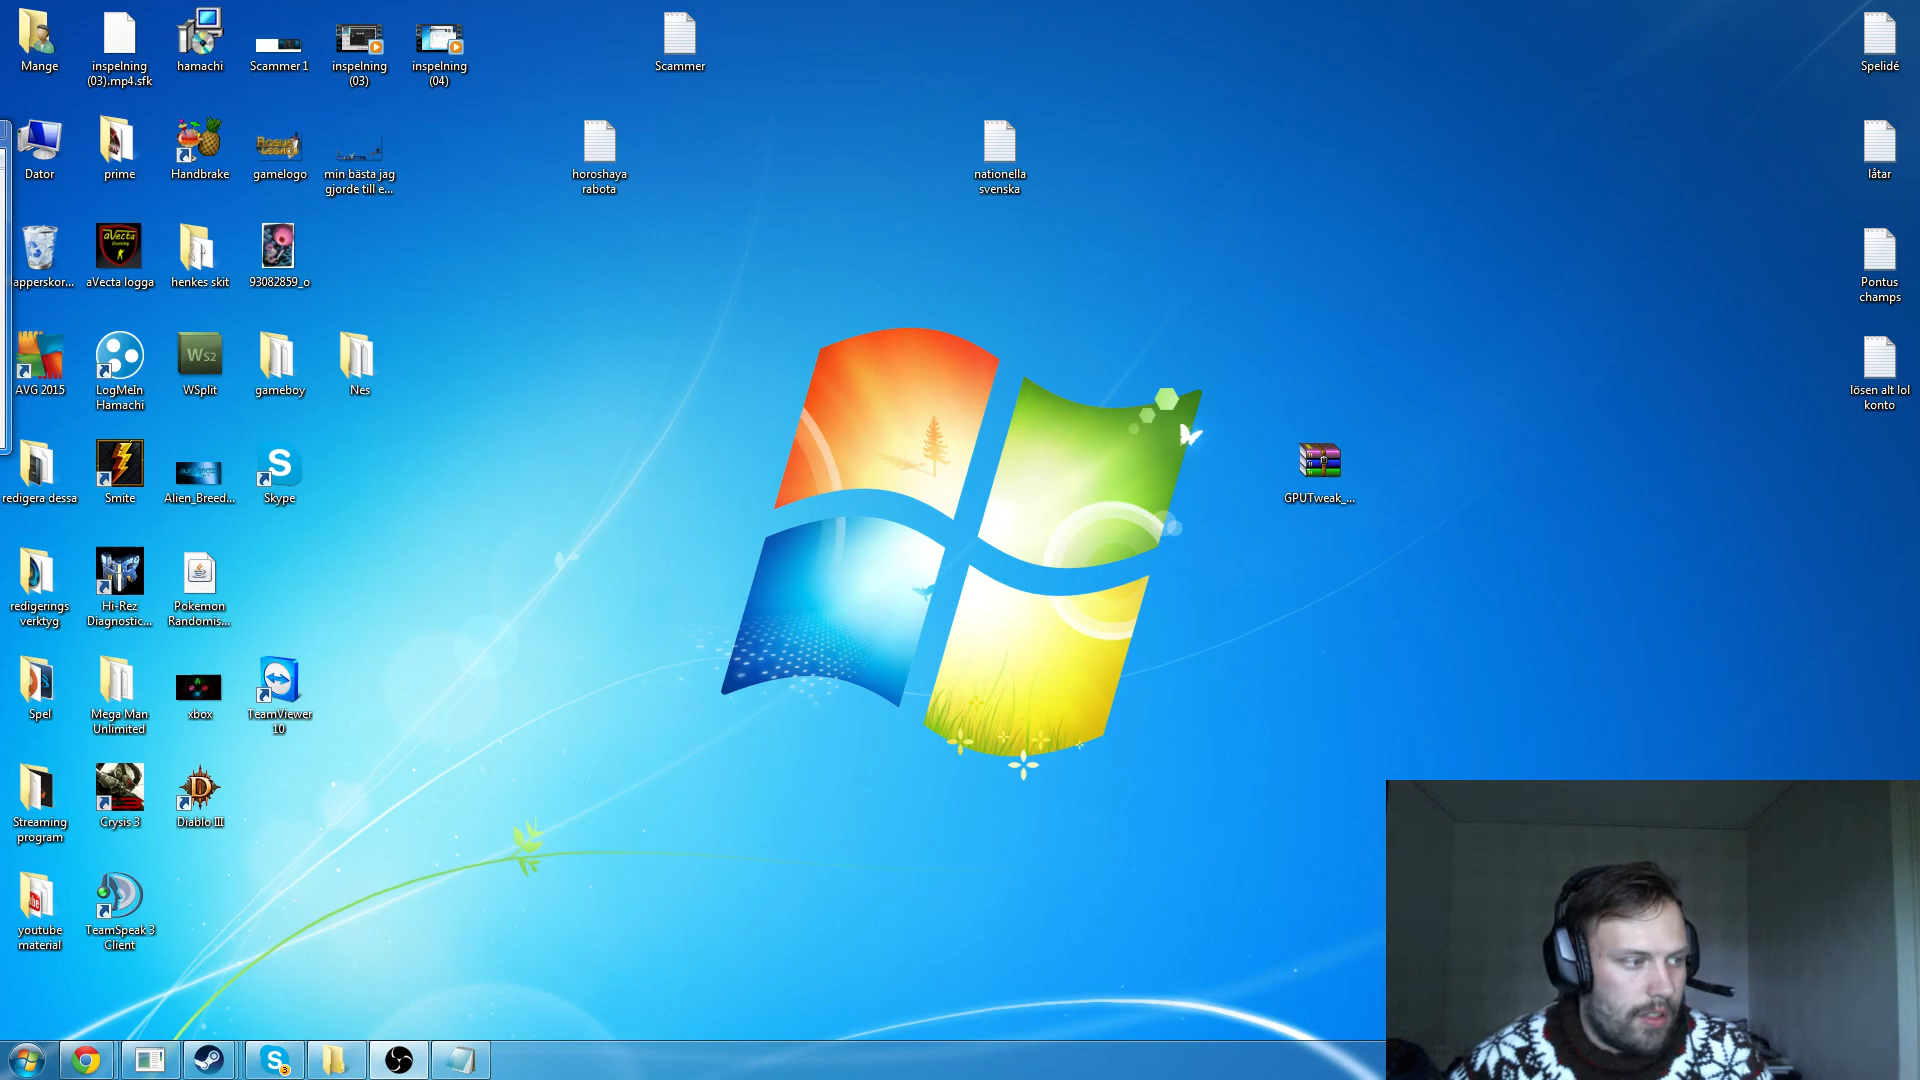 Mange
inspelning
(03).mp4.sfk
hamachi
Scammer 1
inspelning
(03)
inspelning
(04)
Scammer
Spelidé
Dator
prime
Handbrake
gamelogo
min bästa jag
gjorde till e...
horoshaya
rabota
nationella
svenska
låtar
apperskor...
aVecta logga
henkes skit
93082859_o
Pontus
champs
AVG 2015
LogMeIn
Hamachi
WS2
WSplit
gameboy
Nes
lösen alt lol
konto
redigera dessa
Smite
Alien_Breed...
Skype
GPUTweak_...
redigerings
verktyg
Hi-Rez
Diagnostic...
Pokemon
Randomis...
Spel
Mega Man
Unlimited
xbox
TeamViewer
10
Streaming
program
Crysis 3
Diablo III
youtube
material
TeamSpeak 3
Client
3